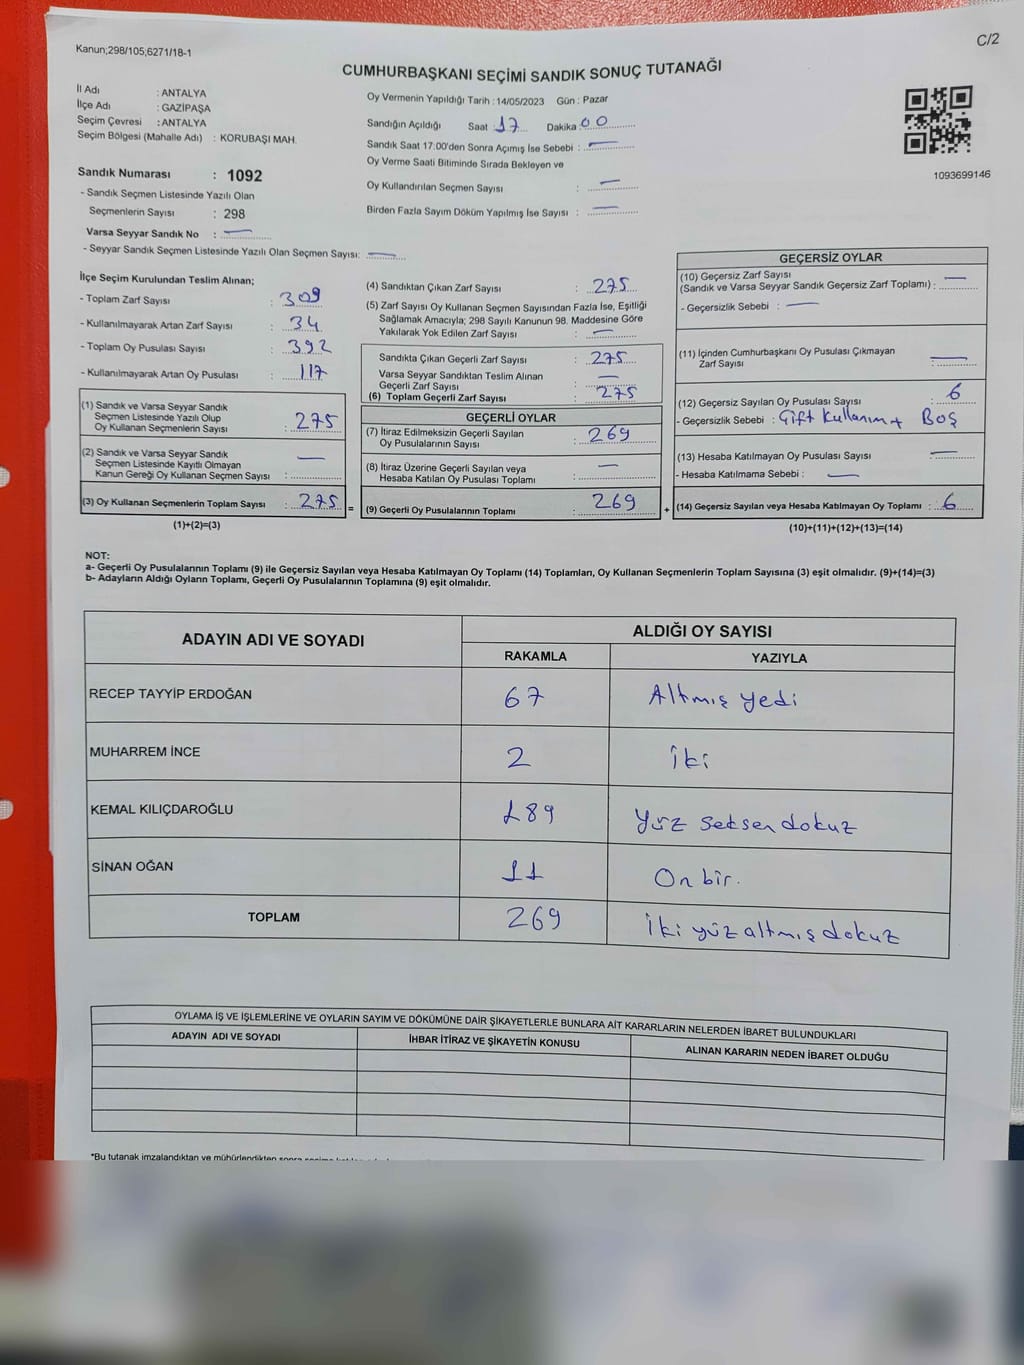 Kanun;298/105;6271/18-1
C/2
CUMHURBAŞKANI SEÇİMİ SANDIK SONUÇ TUTANAĞI
İl Adı : ANTALYA
İlçe Adı : GAZİPAŞA
Seçim Çevresi : ANTALYA
Seçim Bölgesi (Mahalle Adı) : KORUBAŞI MAH.
Sandık Numarası : 1092
- Sandık Seçmen Listesinde Yazılı Olan
Seçmenlerin Sayısı : 298
Varsa Seyyar Sandık No : —
- Seyyar Sandık Seçmen Listesinde Yazılı Olan Seçmen Sayısı: —
Oy Vermenin Yapıldığı Tarih : 14/05/2023 Gün : Pazar
Sandığın Açıldığı Saat : 17 Dakika : 00
Sandık Saat 17:00'den Sonra Açımış İse Sebebi : —
Oy Verme Saati Bitiminde Sırada Bekleyen ve
Oy Kullandırılan Seçmen Sayısı : —
Birden Fazla Sayım Döküm Yapılmış İse Sayısı : —
1093699146
İlçe Seçim Kurulundan Teslim Alınan;
- Toplam Zarf Sayısı : 309
- Kullanılmayarak Artan Zarf Sayısı : 34
- Toplam Oy Pusulası Sayısı : 392
- Kullanılmayarak Artan Oy Pusulası : 117
(1) Sandık ve Varsa Seyyar Sandık
Seçmen Listesinde Yazılı Olup
Oy Kullanan Seçmenlerin Sayısı : 275
(2) Sandık ve Varsa Seyyar Sandık
Seçmen Listesinde Kayıtlı Olmayan
Kanun Gereği Oy Kullanan Seçmen Sayısı : —
(3) Oy Kullanan Seçmenlerin Toplam Sayısı : 275 =
(1)+(2)=(3)
(4) Sandıktan Çıkan Zarf Sayısı : 275
(5) Zarf Sayısı Oy Kullanan Seçmen Sayısından Fazla İse, Eşitliği
Sağlamak Amacıyla; 298 Sayılı Kanunun 98. Maddesine Göre
Yakılarak Yok Edilen Zarf Sayısı : —
Sandıkta Çıkan Geçerli Zarf Sayısı : 275
Varsa Seyyar Sandıktan Teslim Alınan
Geçerli Zarf Sayısı : —
(6) Toplam Geçerli Zarf Sayısı : 275
GEÇERLİ OYLAR
(7) İtiraz Edilmeksizin Geçerli Sayılan
Oy Pusulalarının Sayısı : 269
(8) İtiraz Üzerine Geçerli Sayılan veya
Hesaba Katılan Oy Pusulası Toplamı : —
(9) Geçerli Oy Pusulalarının Toplamı : 269 +
GEÇERSİZ OYLAR
(10) Geçersiz Zarf Sayısı
(Sandık ve Varsa Seyyar Sandık Geçersiz Zarf Toplamı) : —
- Geçersizlik Sebebi : —
(11) İçinden Cumhurbaşkanı Oy Pusulası Çıkmayan
Zarf Sayısı : —
(12) Geçersiz Sayılan Oy Pusulası Sayısı : 6
- Geçersizlik Sebebi : Çift kullanım + Boş
(13) Hesaba Katılmayan Oy Pusulası Sayısı : —
- Hesaba Katılmama Sebebi : —
(14) Geçersiz Sayılan veya Hesaba Katılmayan Oy Toplamı : 6
(10)+(11)+(12)+(13)=(14)
NOT:
a- Geçerli Oy Pusulalarının Toplamı (9) ile Geçersiz Sayılan veya Hesaba Katılmayan Oy Toplamı (14) Toplamları, Oy Kullanan Seçmenlerin Toplam Sayısına (3) eşit olmalıdır. (9)+(14)=(3)
b- Adayların Aldığı Oyların Toplamı, Geçerli Oy Pusulalarının Toplamına (9) eşit olmalıdır.
ADAYIN ADI VE SOYADI ALDIĞI OY SAYISI
RAKAMLA YAZIYLA
RECEP TAYYİP ERDOĞAN 67 Altmış yedi
MUHARREM İNCE 2 iki
KEMAL KILIÇDAROĞLU 189 Yüz seksen dokuz
SİNAN OĞAN 11 On bir.
TOPLAM 269 iki yüz altmış dokuz
OYLAMA İŞ VE İŞLEMLERİNE VE OYLARIN SAYIM VE DÖKÜMÜNE DAİR ŞİKAYETLERLE BUNLARA AİT KARARLARIN NELERDEN İBARET BULUNDUKLARI
ADAYIN ADI VE SOYADI İHBAR İTİRAZ VE ŞİKAYETİN KONUSU ALINAN KARARIN NEDEN İBARET OLDUĞU
*Bu tutanak imzalandıktan ve mühürlendikten sonra